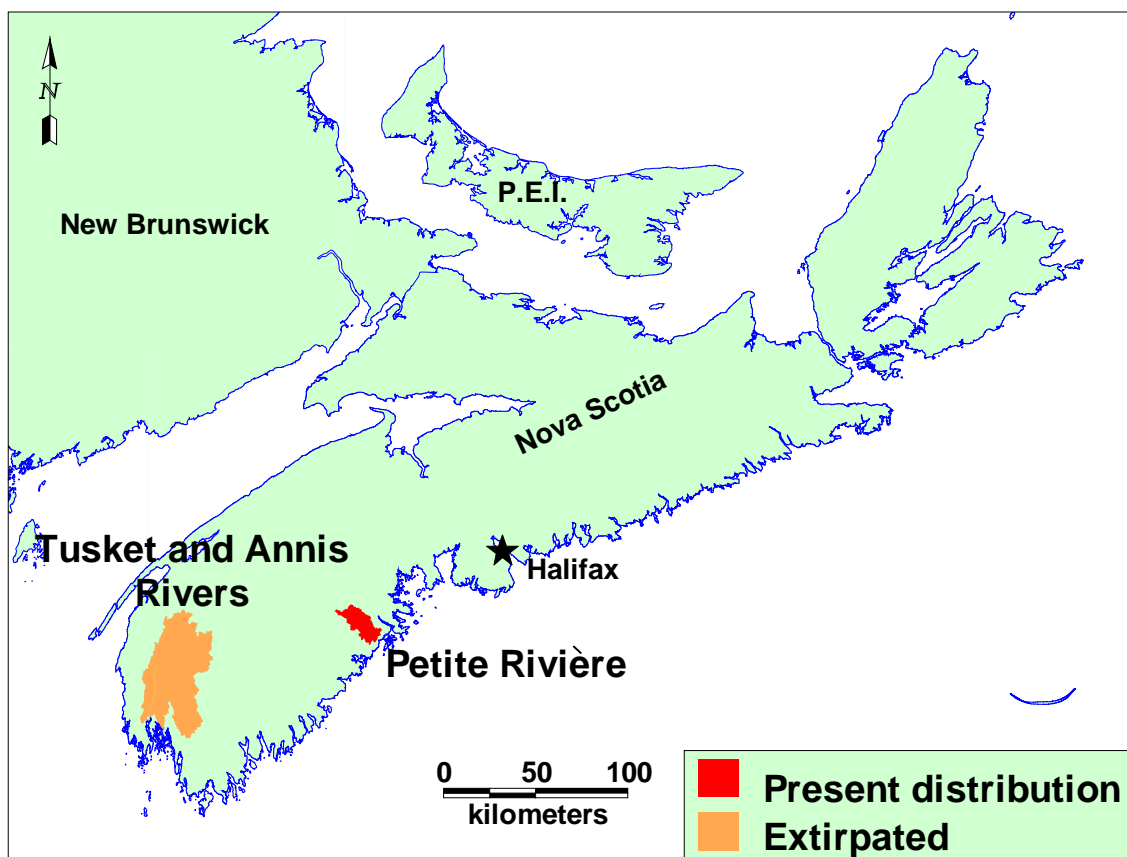 N
New Brunswick
P.E.I.
Nova Scotia
Tusket and Annis
Rivers
Halifax
Petite Rivière
0 50 100
kilometers
Present distribution
Extirpated